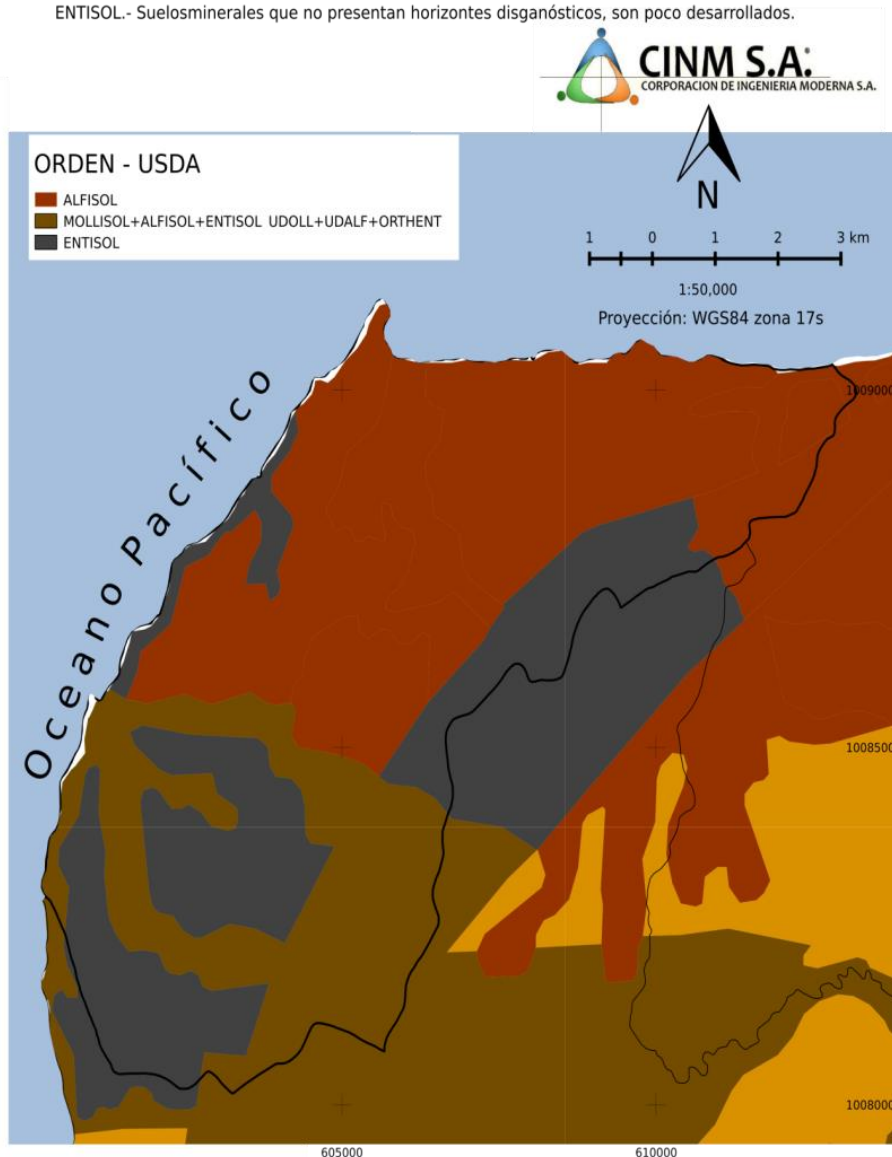 ENTISOL.- Suelosminerales que no presentan horizontes disganósticos, son poco desarrollados.
CINM S.A.
CORPORACION DE INGENIERIA MODERNA S.A.
ORDEN - USDA
ALFISOL
MOLLISOL+ALFISOL+ENTISOL UDOLL+UDALF+ORTHENT
ENTISOL
N
1 0 1 2 3 km
1:50,000
Proyección: WGS84 zona 17s
Oceano Pacífico
1009000
1008500
1008000
605000 610000